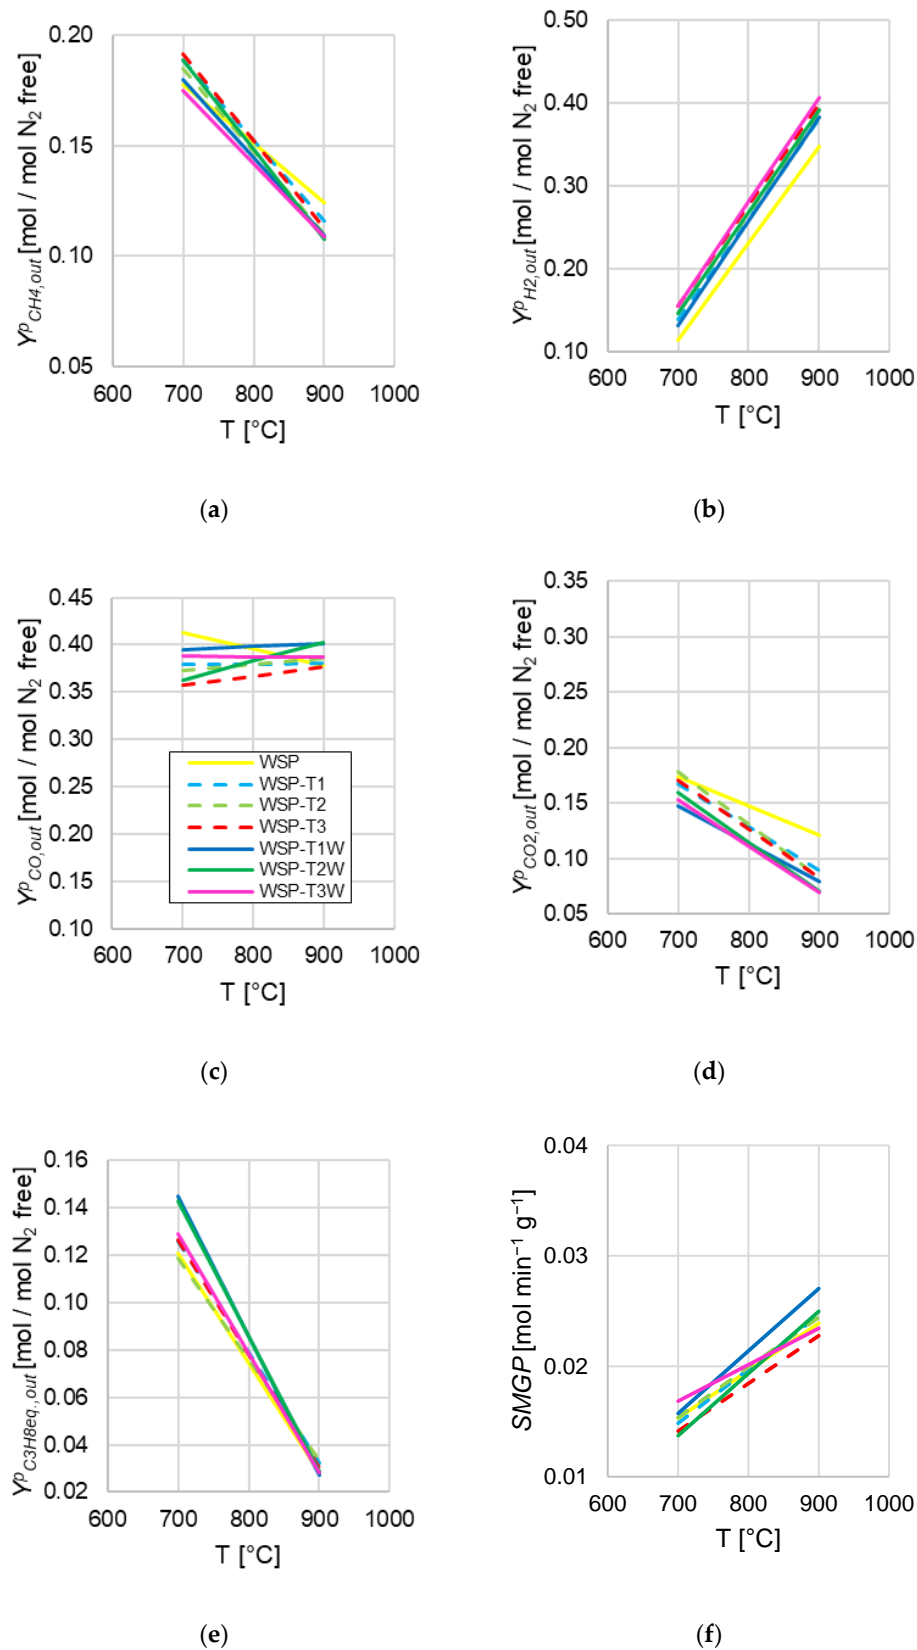 0.20
0.15
0.10
0.05
600 700 800 900 1000
T [°C]
Y^p_CH4,out [mol / mol N2 free]
(a)
0.50
0.40
0.30
0.20
0.10
600 700 800 900 1000
T [°C]
Y^p_H2,out [mol / mol N2 free]
(b)
0.45
0.40
0.35
0.30
0.25
0.20
0.15
0.10
600 700 800 900 1000
T [°C]
Y^p_CO,out [mol / mol N2 free]
WSP
WSP-T1
WSP-T2
WSP-T3
WSP-T1W
WSP-T2W
WSP-T3W
(c)
0.35
0.30
0.25
0.20
0.15
0.10
0.05
600 700 800 900 1000
T [°C]
Y^p_CO2,out [mol / mol N2 free]
(d)
0.16
0.14
0.12
0.10
0.08
0.06
0.04
0.02
600 700 800 900 1000
T [°C]
Y^p_C3H8eq.,out [mol / mol N2 free]
(e)
0.04
0.03
0.02
0.01
600 700 800 900 1000
T [°C]
SMGP [mol min⁻¹ g⁻¹]
(f)